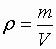 ρ = m/V